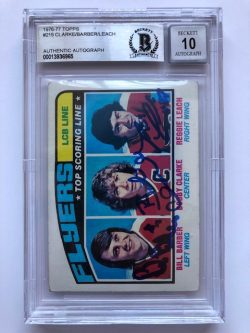 1976-77 TOPPS
#215 CLARKE/BARBER/LEACH
AUTHENTIC AUTOGRAPH
00013836965
BECKETT
10
AUTOGRAPH
FLYERS
LCB LINE
TOP SCORING LINE
REGGIE LEACH
RIGHT WING
BOBBY CLARKE
CENTER
BILL BARBER
LEFT WING